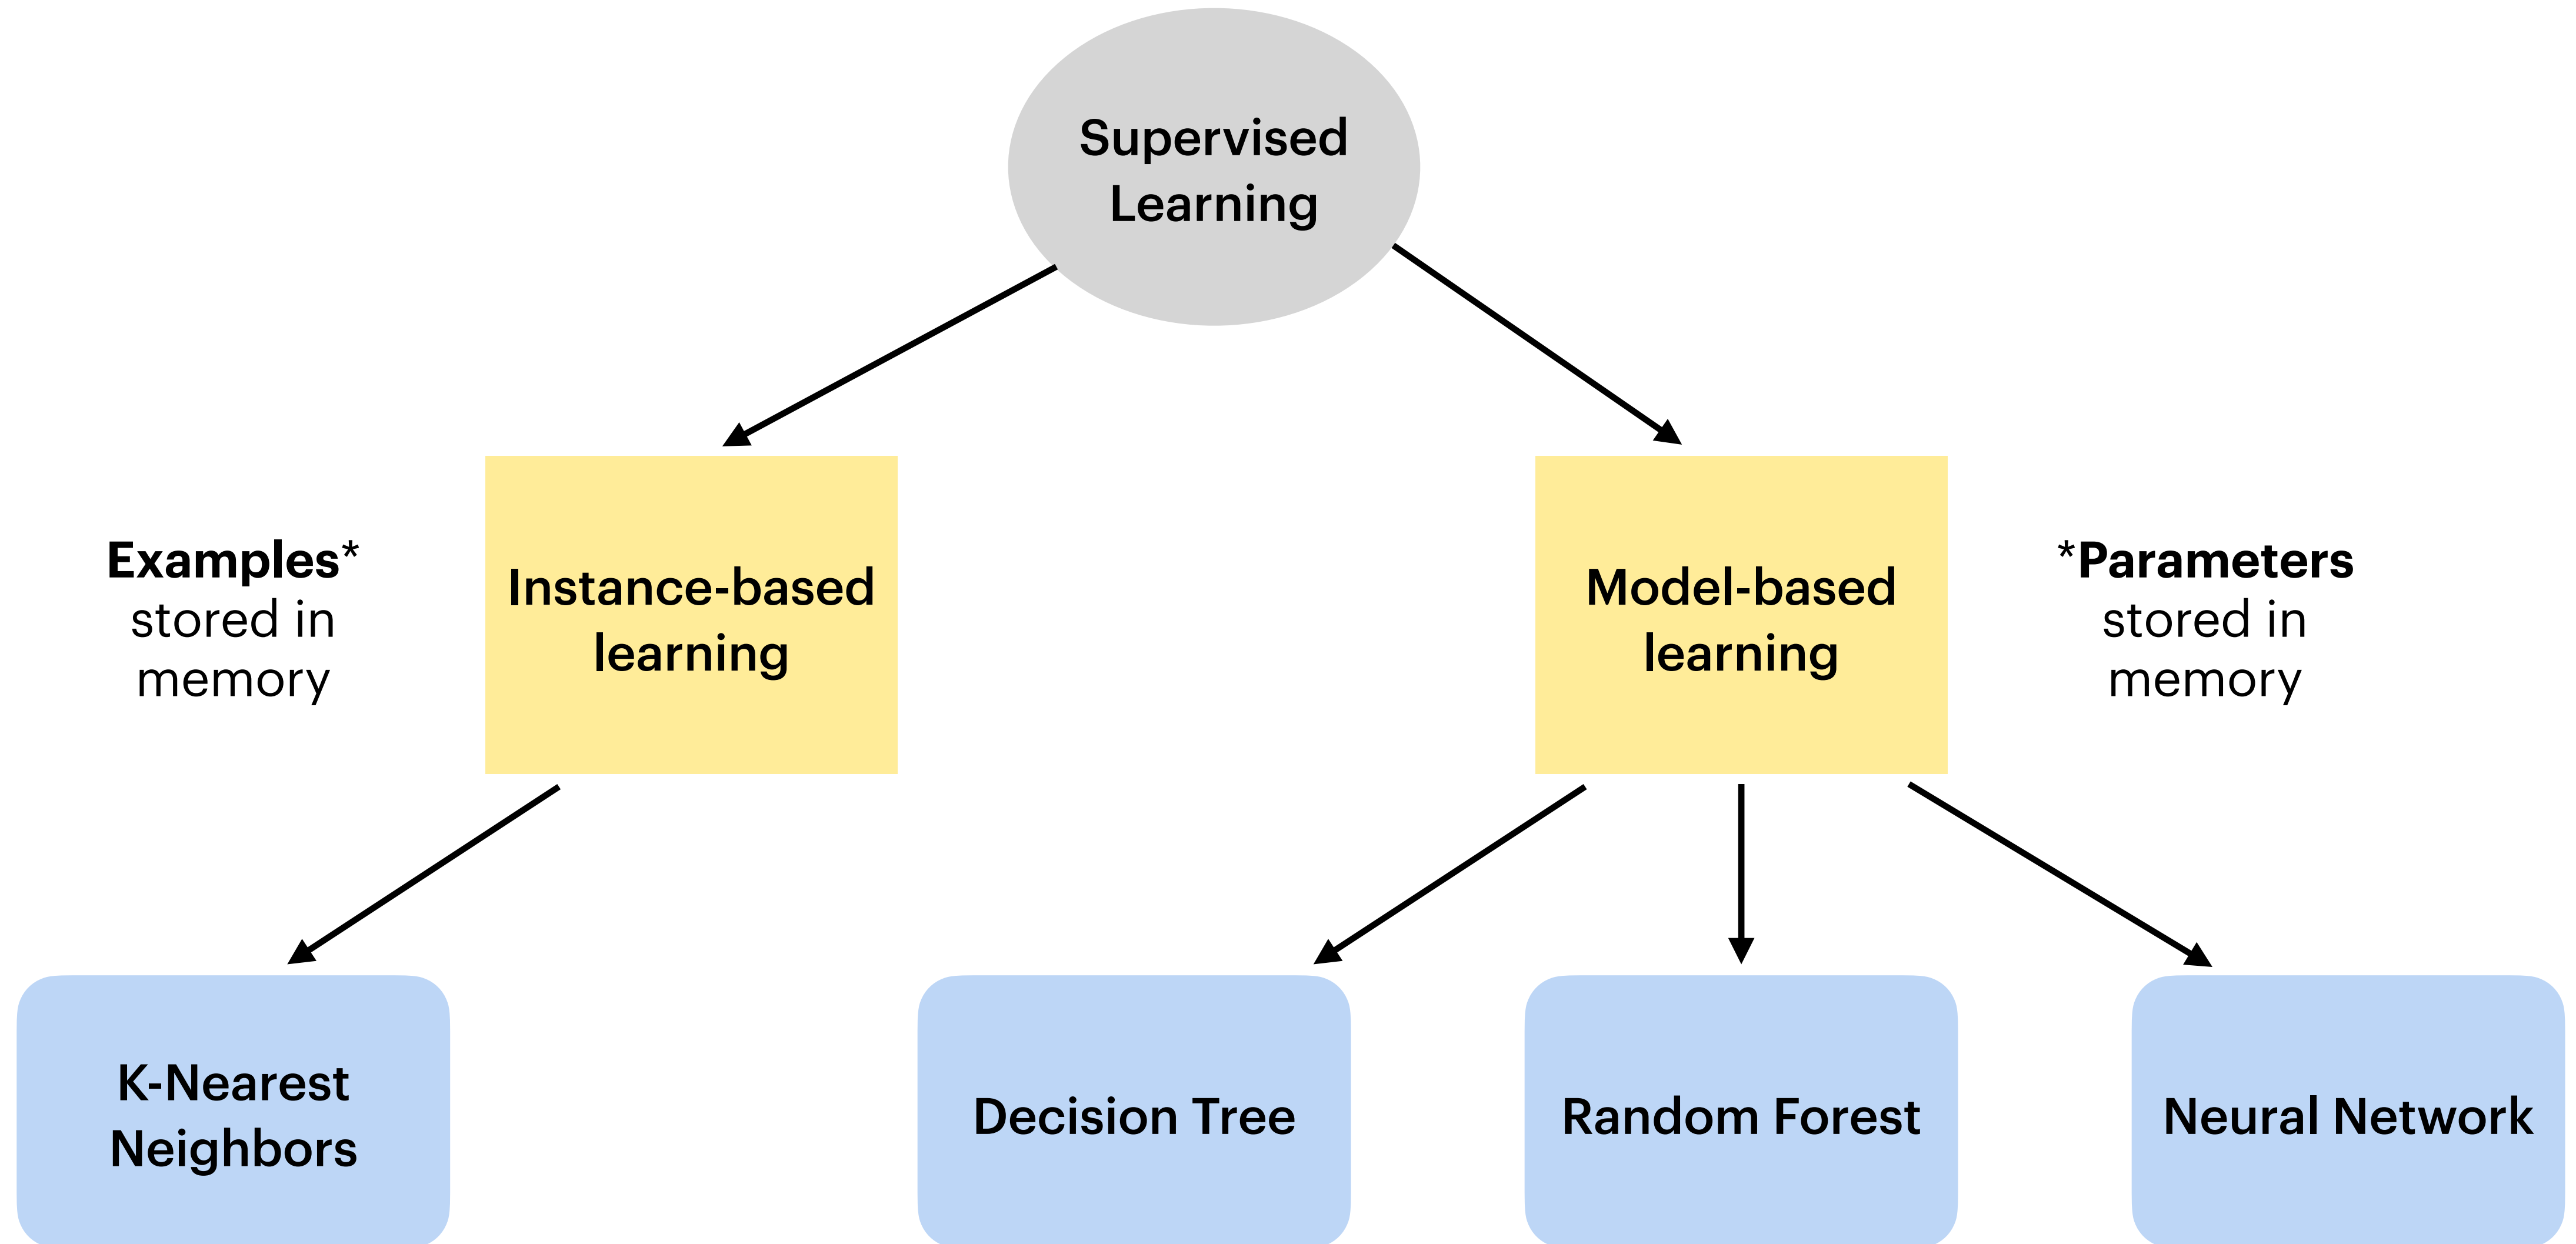 Supervised
Learning
Examples*
stored in
memory
Instance-based
learning
Model-based
learning
*Parameters
stored in
memory
K-Nearest
Neighbors
Decision Tree
Random Forest
Neural Network